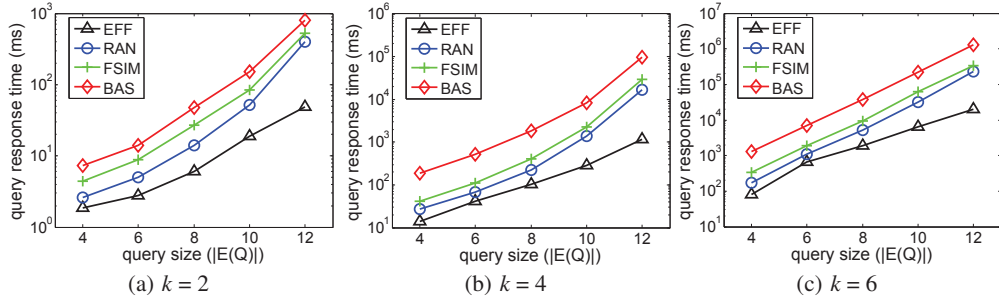 query response time (ms)
10^3
10^2
10^1
10^0
EFF
RAN
FSIM
BAS
4 6 8 10 12
query size (|E(Q)|)
(a) k = 2
query response time (ms)
10^6
10^5
10^4
10^3
10^2
10^1
EFF
RAN
FSIM
BAS
4 6 8 10 12
query size (|E(Q)|)
(b) k = 4
query response time (ms)
10^7
10^6
10^5
10^4
10^3
10^2
10^1
EFF
RAN
FSIM
BAS
4 6 8 10 12
query size (|E(Q)|)
(c) k = 6